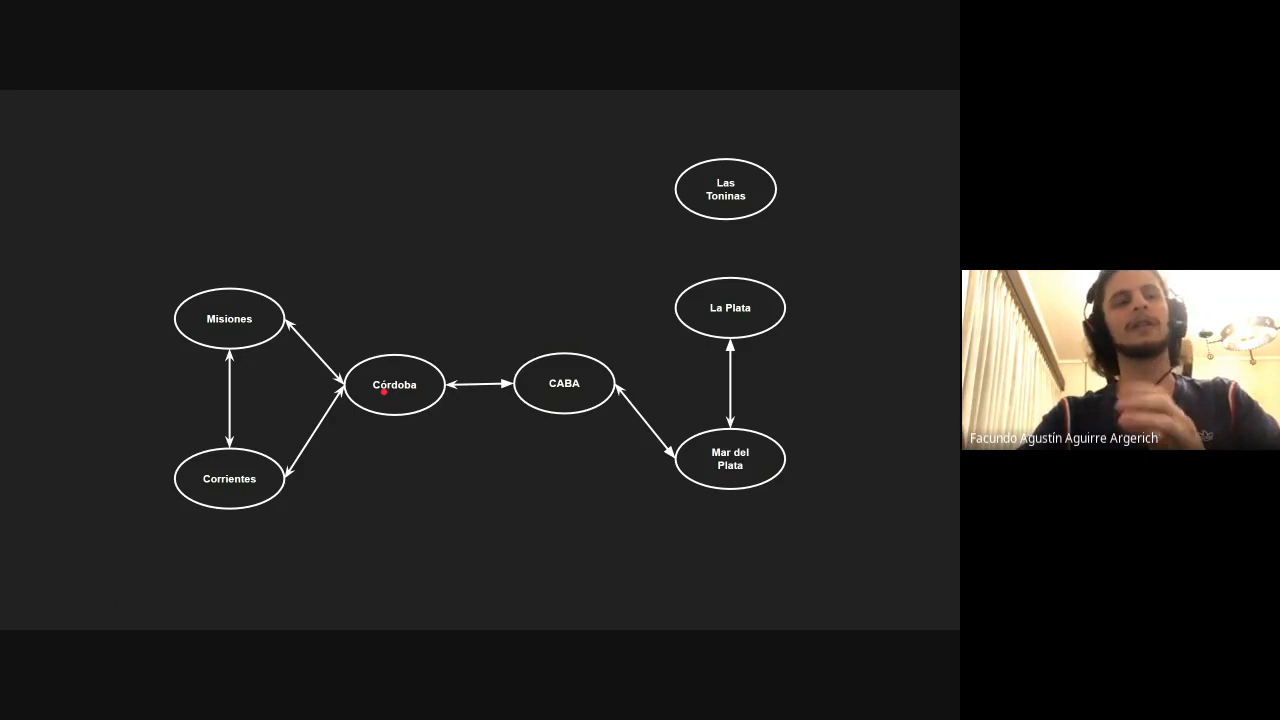 Las
Toninas
La Plata
Misiones
Córdoba
CABA
Mar del
Plata
Corrientes
Facundo Agustín Aguirre Argerich